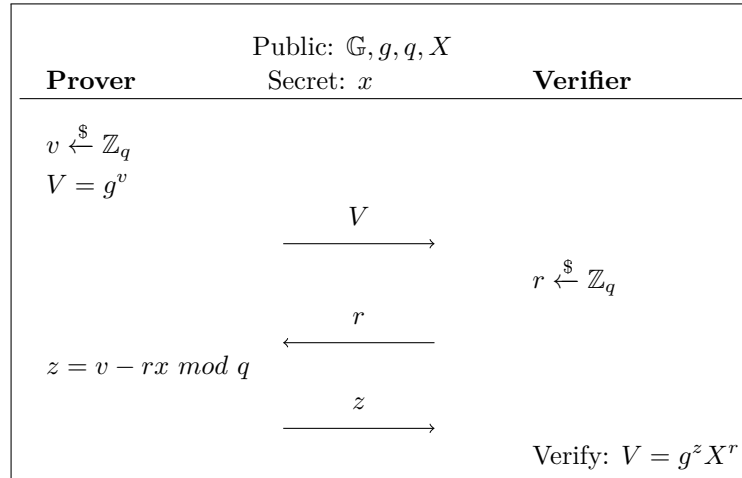 Public: 𝔾, g, q, X
Prover Secret: x Verifier
v $← ℤ_q
V = g^v
V
r $← ℤ_q
r
z = v − rx mod q
z
Verify: V = g^z X^r